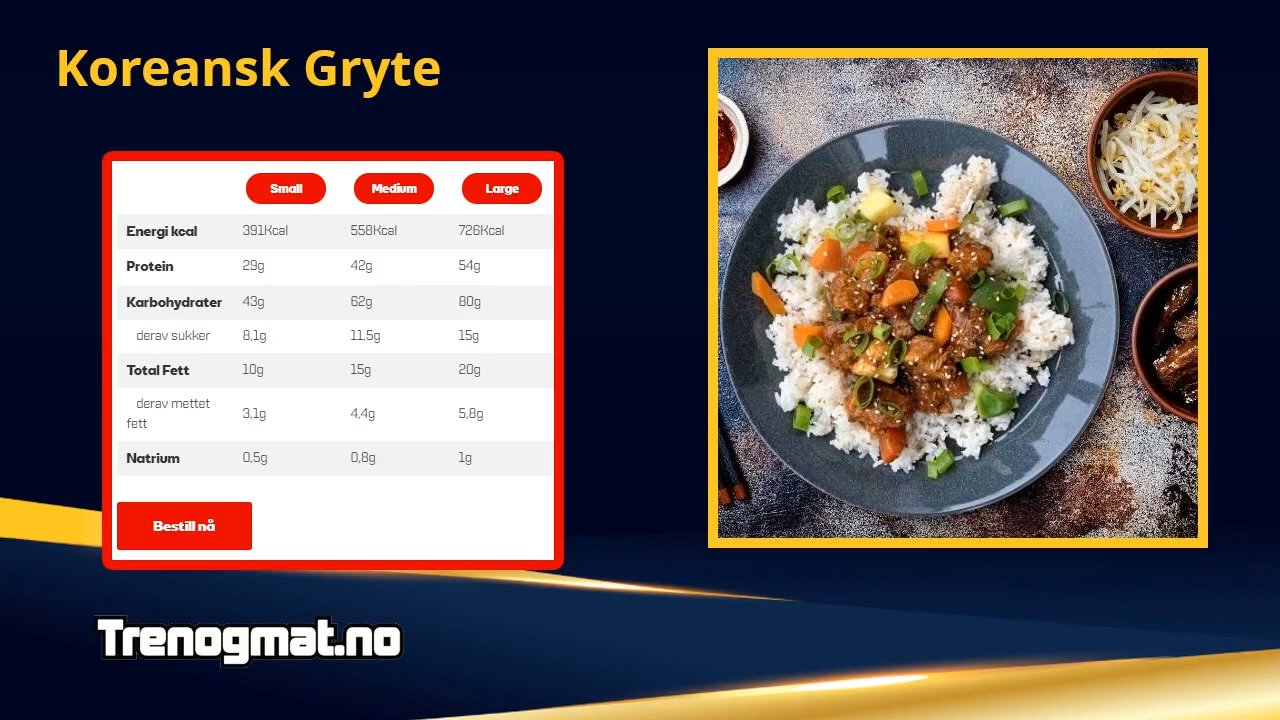 Koreansk Gryte
Small Medium Large
Energi kcal 391Kcal 558Kcal 726Kcal
Protein 29g 42g 54g
Karbohydrater 43g 62g 80g
derav sukker 8,1g 11,5g 15g
Total Fett 10g 15g 20g
derav mettet
fett 3,1g 4,4g 5,8g
Natrium 0,5g 0,8g 1g
Bestill nå
Trenogmat.no